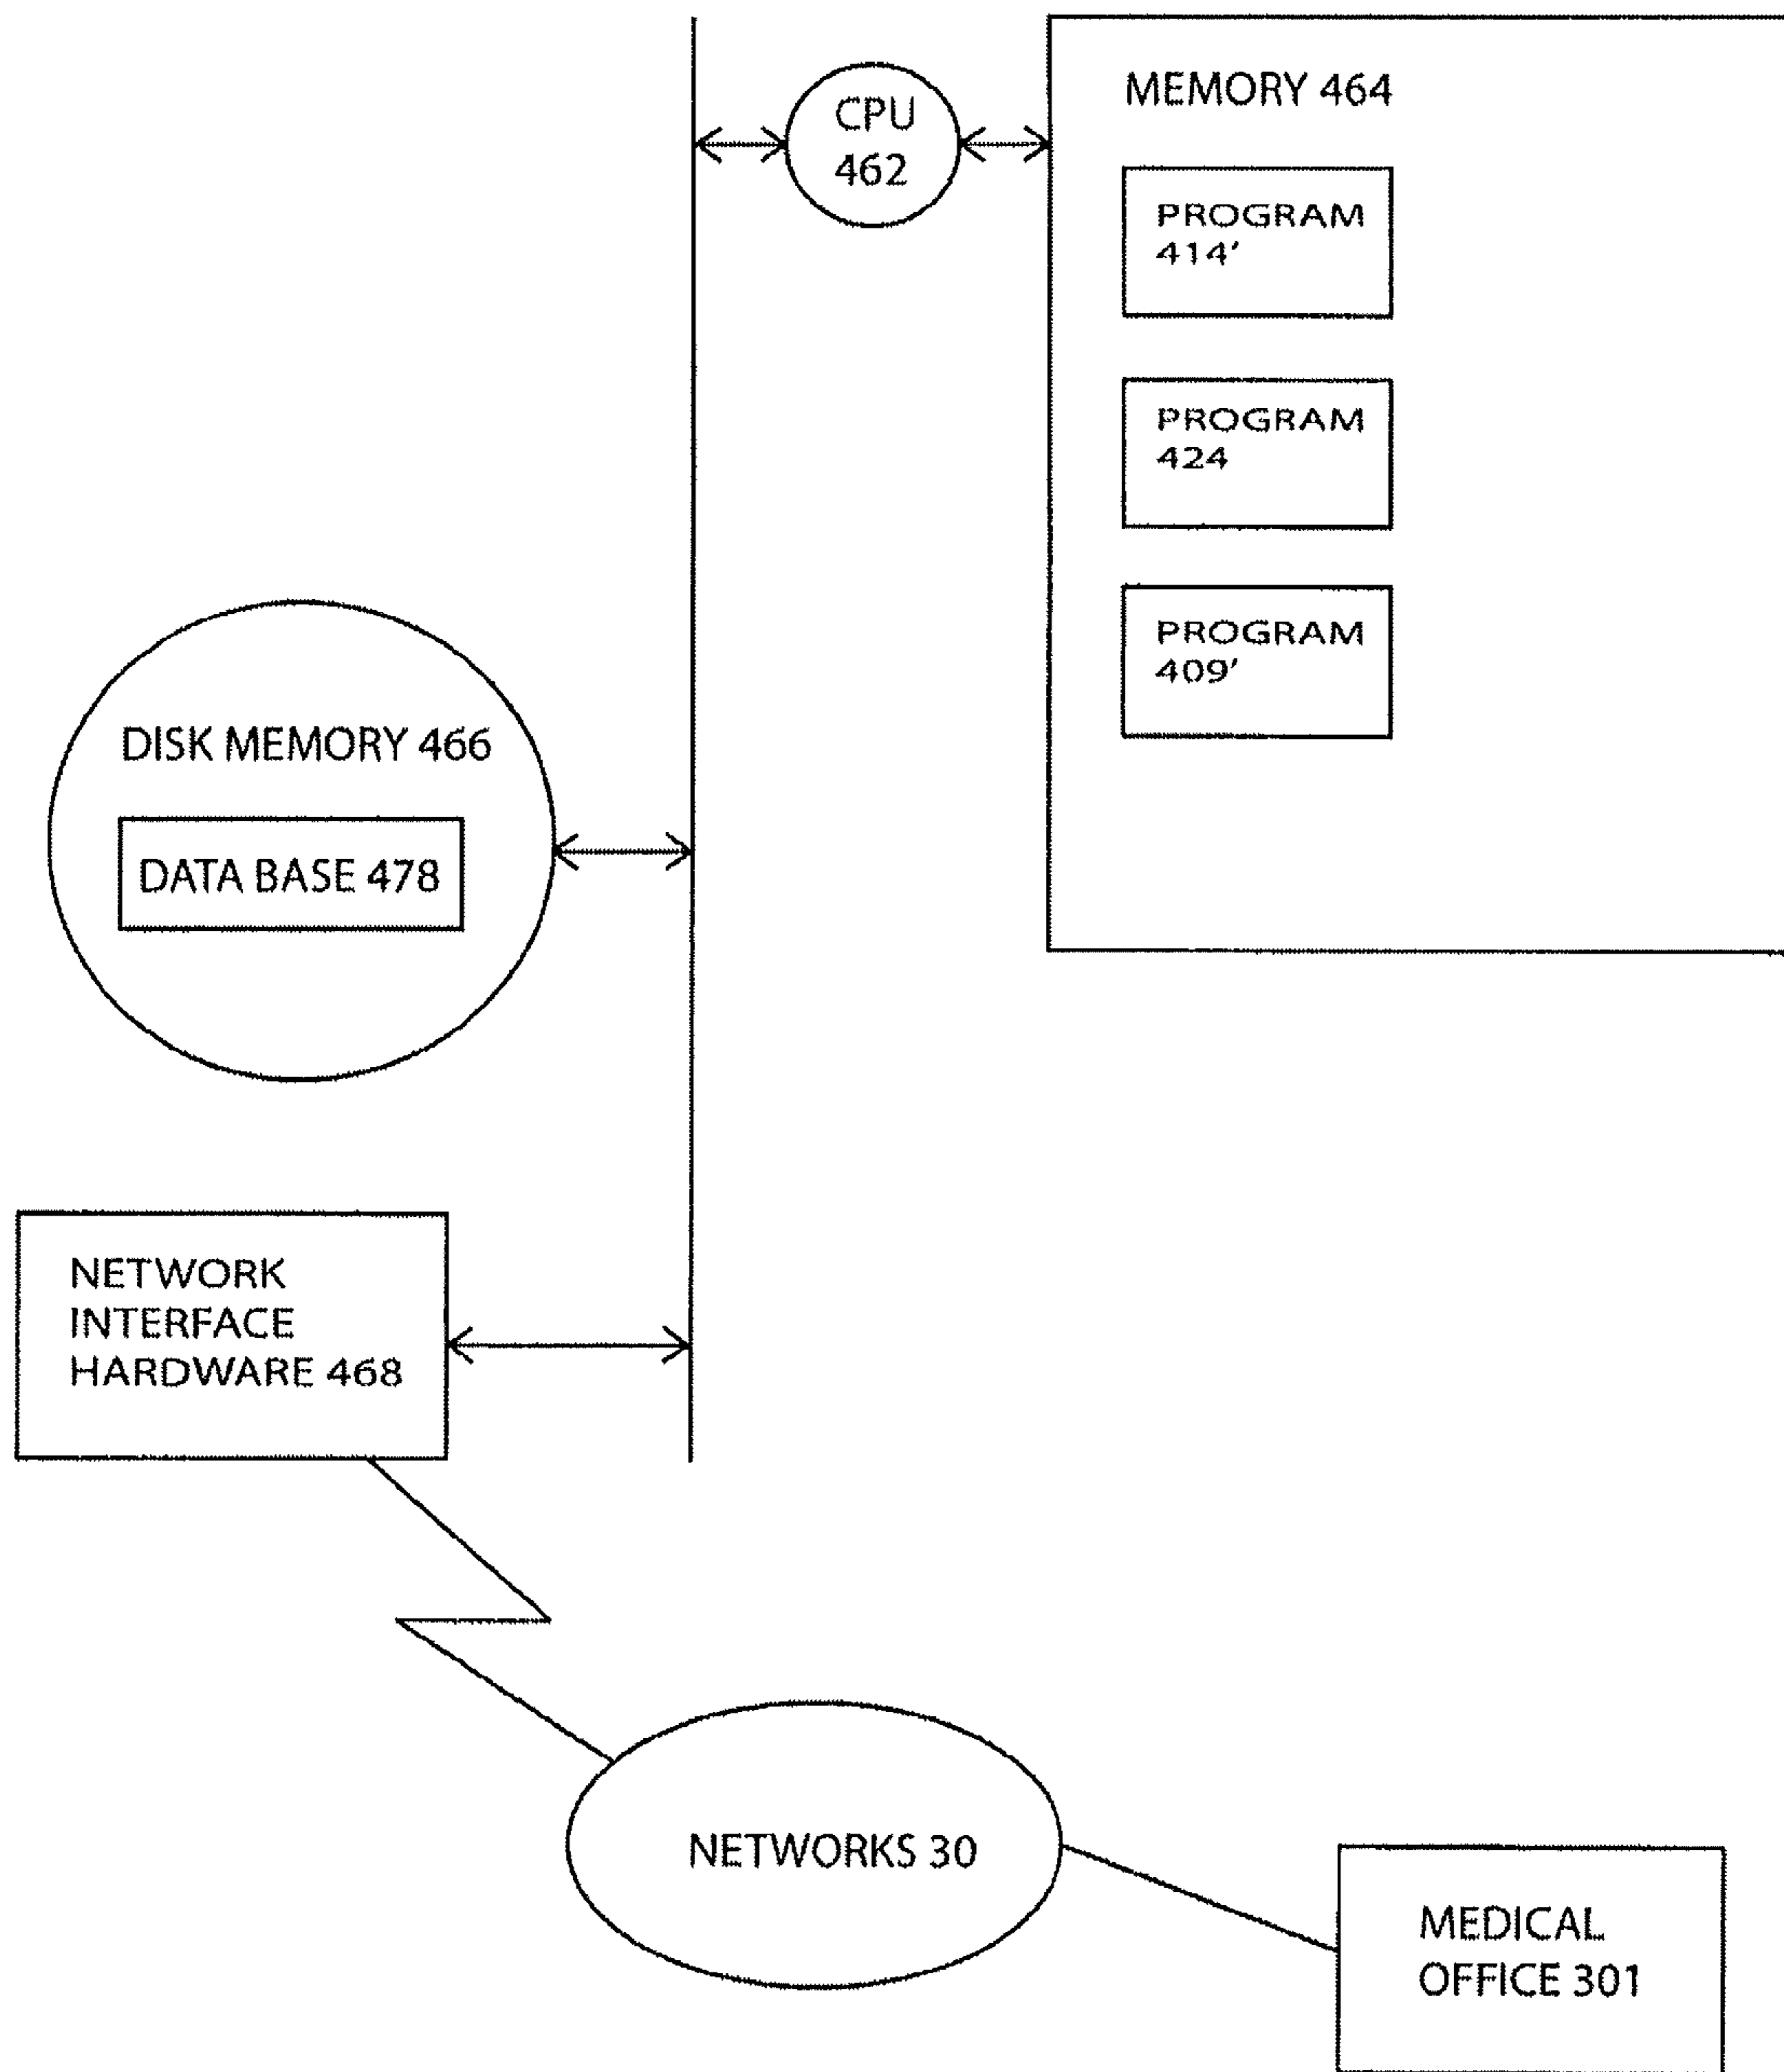 CPU
462
MEMORY 464
PROGRAM
414'
PROGRAM
424
PROGRAM
409'
DISK MEMORY 466
DATA BASE 478
NETWORK
INTERFACE
HARDWARE 468
NETWORKS 30
MEDICAL
OFFICE 301